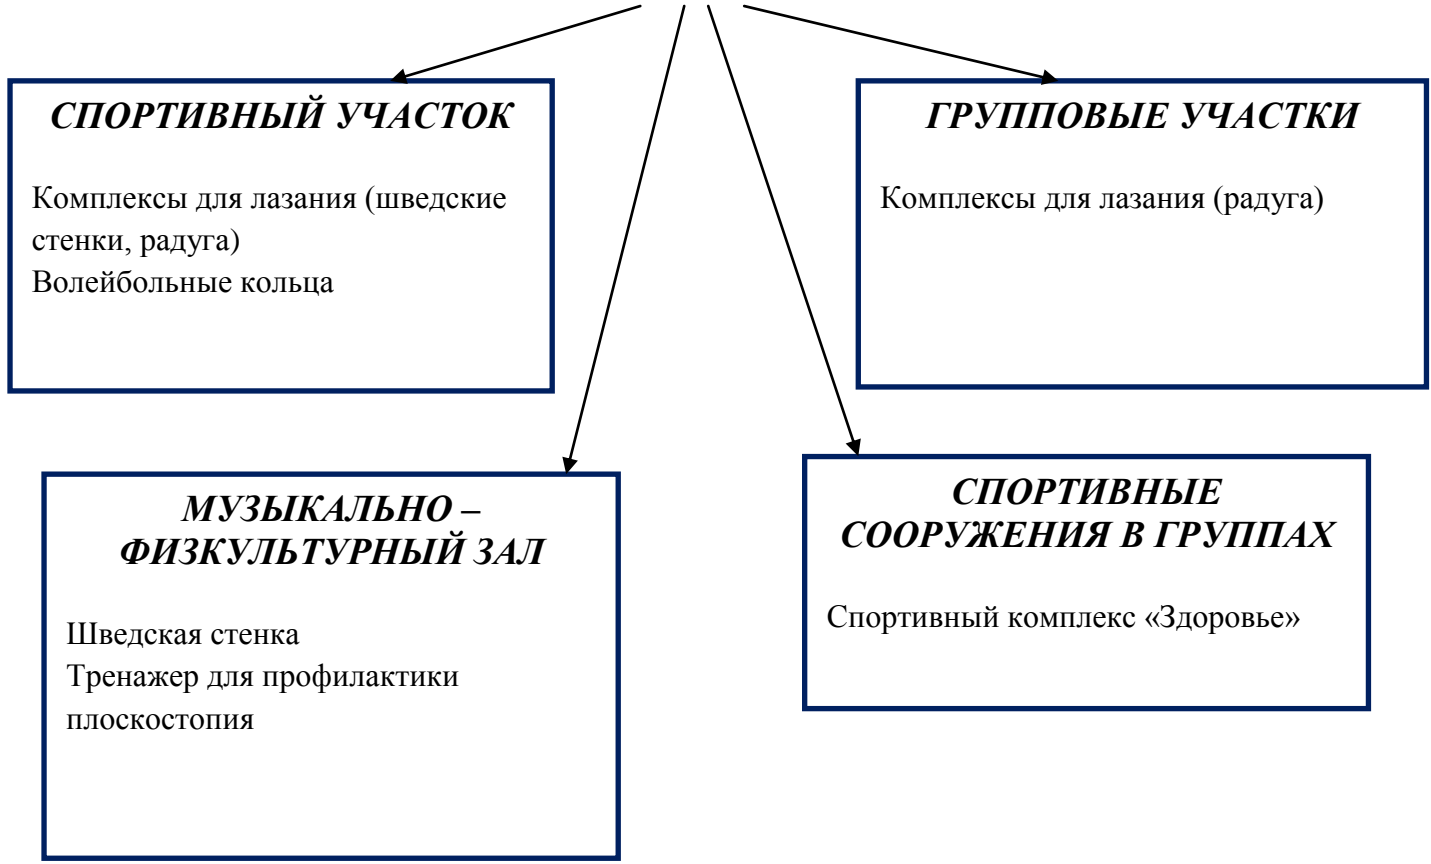 СПОРТИВНЫЙ УЧАСТОК
Комплексы для лазания (шведские
стенки, радуга)
Волейбольные кольца
ГРУППОВЫЕ УЧАСТКИ
Комплексы для лазания (радуга)
МУЗЫКАЛЬНО –
ФИЗКУЛЬТУРНЫЙ ЗАЛ
Шведская стенка
Тренажер для профилактики
плоскостопия
СПОРТИВНЫЕ
СООРУЖЕНИЯ В ГРУППАХ
Спортивный комплекс «Здоровье»